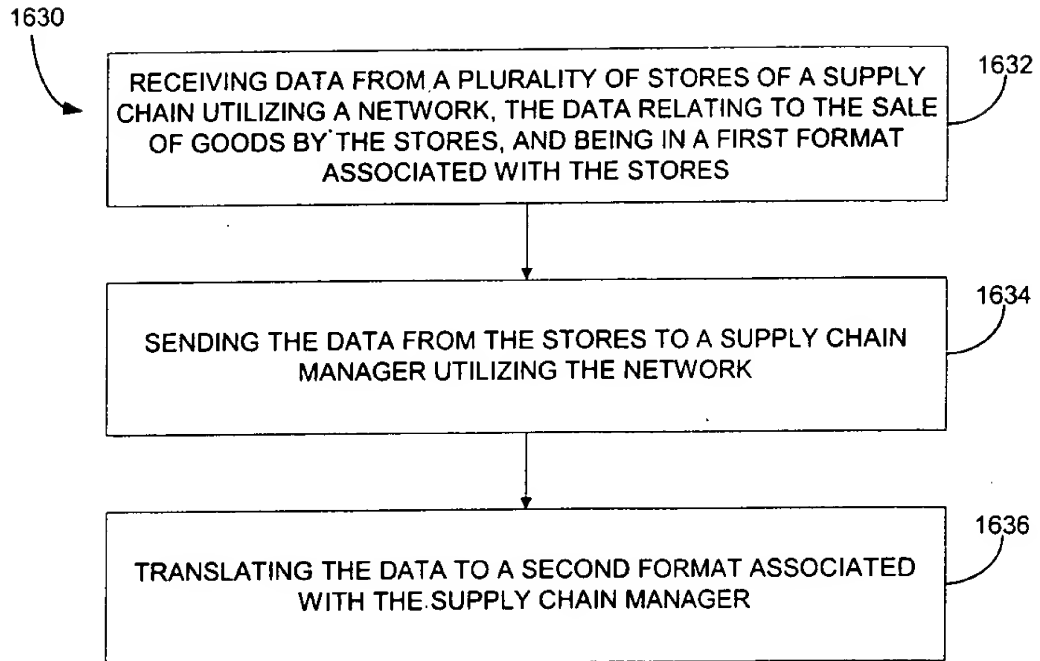 1630
RECEIVING DATA FROM A PLURALITY OF STORES OF A SUPPLY
CHAIN UTILIZING A NETWORK, THE DATA RELATING TO THE SALE
OF GOODS BY THE STORES, AND BEING IN A FIRST FORMAT
ASSOCIATED WITH THE STORES
1632
SENDING THE DATA FROM THE STORES TO A SUPPLY CHAIN
MANAGER UTILIZING THE NETWORK
1634
TRANSLATING THE DATA TO A SECOND FORMAT ASSOCIATED
WITH THE SUPPLY CHAIN MANAGER
1636